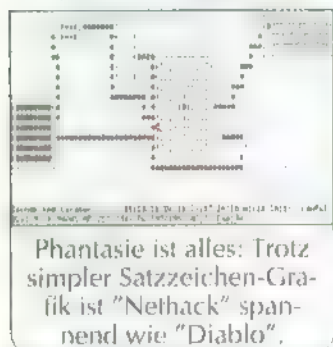 Phantasie ist alles: Trotz
simpler Satzzeichen-Gra-
fik ist "Nethack" span-
nend wie "Diablo".